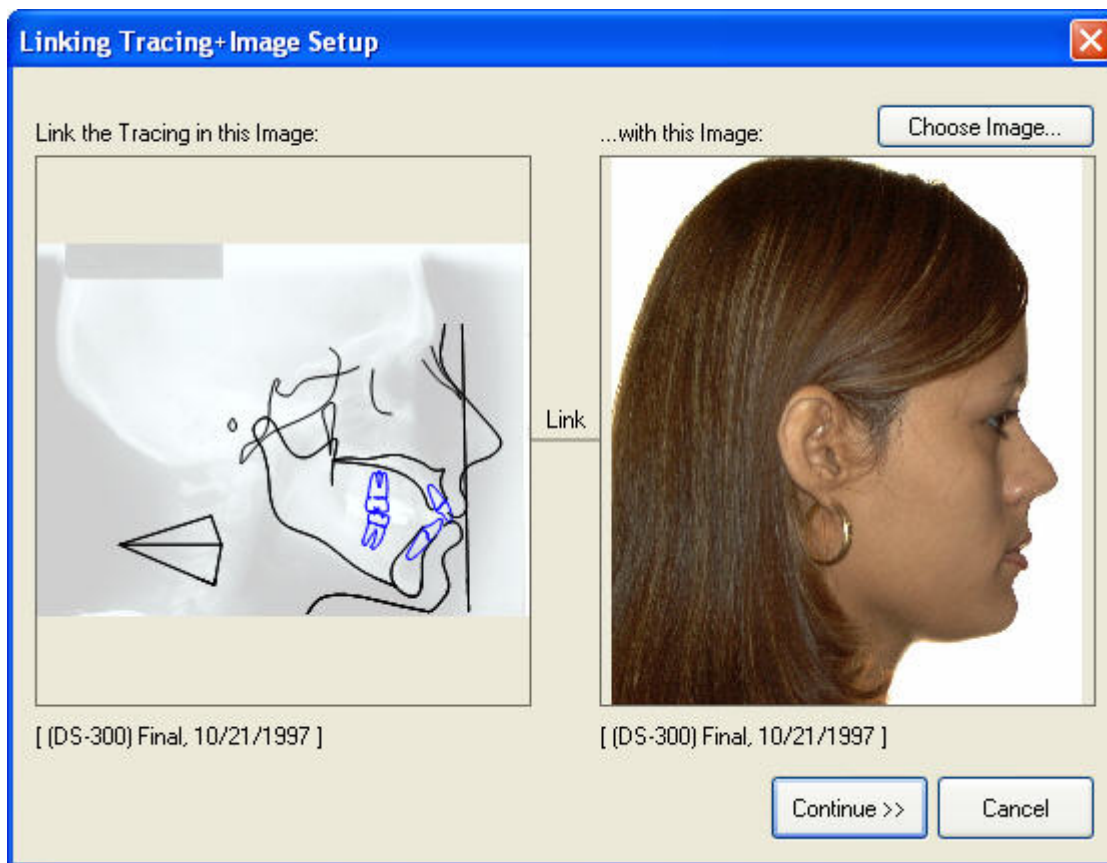 Linking Tracing+Image Setup
Link the Tracing in this Image:
...with this Image:
Choose Image...
Link
[ (DS-300) Final, 10/21/1997 ]
[ (DS-300) Final, 10/21/1997 ]
Continue >>
Cancel